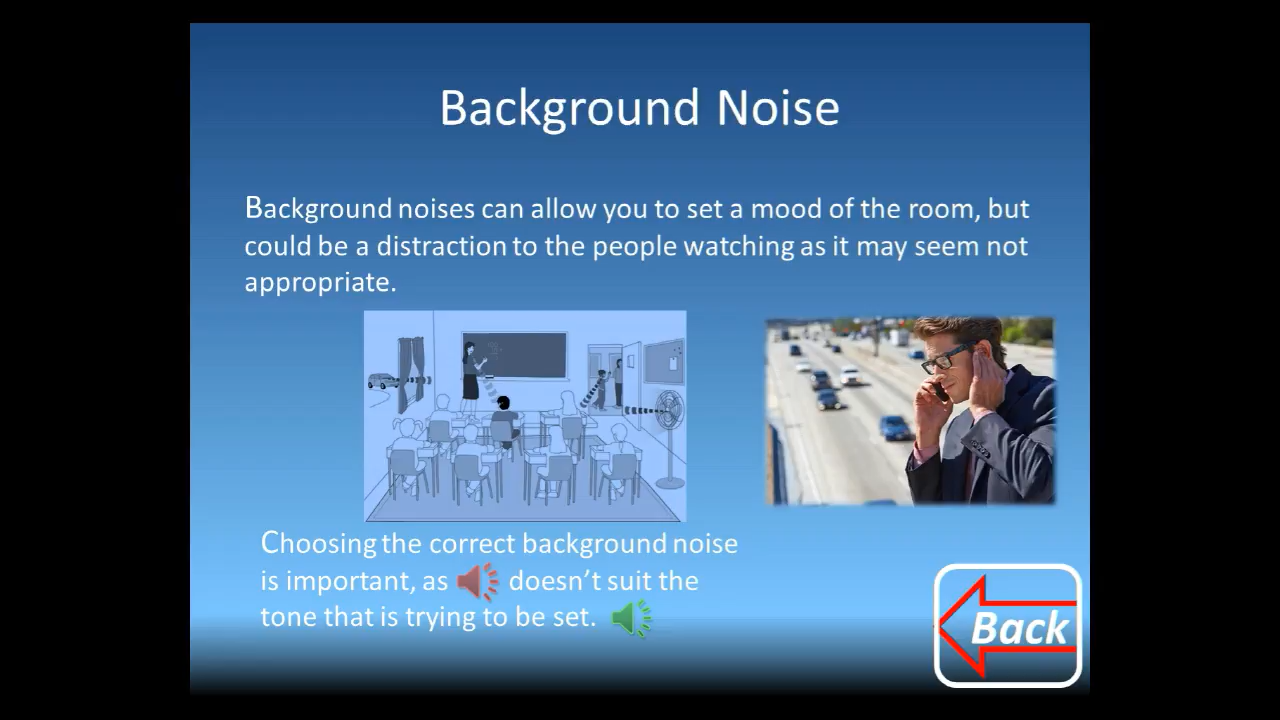 Background Noise
Background noises can allow you to set a mood of the room, but
could be a distraction to the people watching as it may seem not
appropriate.
Choosing the correct background noise
is important, as doesn't suit the
tone that is trying to be set.
Back